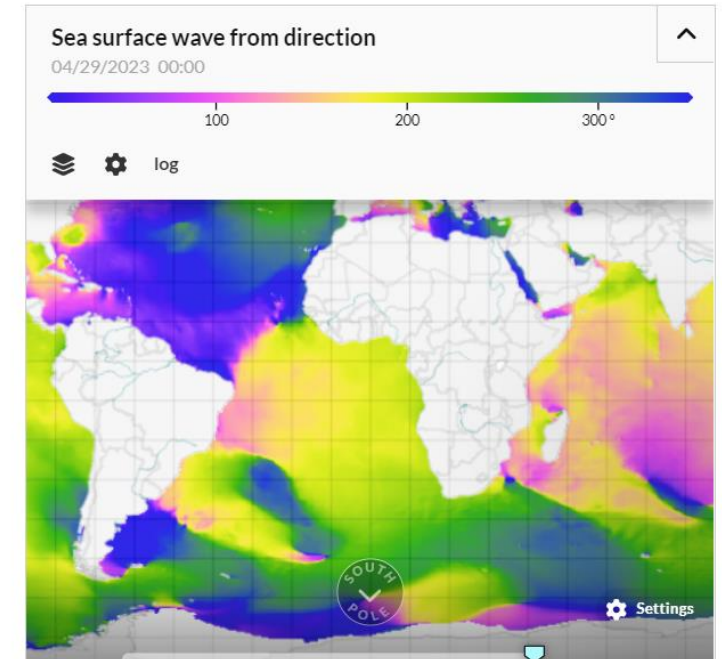 Sea surface wave from direction
04/29/2023 00:00
100 200 300 °
log
SOUTH
POLE
Settings